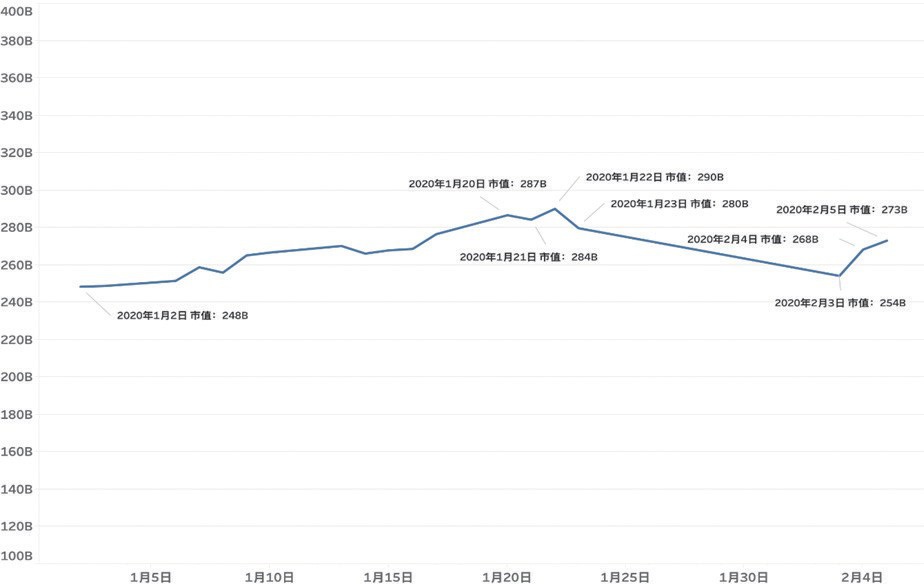 400B
380B
360B
340B
320B
300B
280B
260B
240B
220B
200B
180B
160B
140B
120B
100B
2020年1月22日 市值：290B
2020年1月20日 市值：287B
2020年1月23日 市值：280B
2020年2月5日 市值：273B
2020年2月4日 市值：268B
2020年1月21日 市值：284B
2020年2月3日 市值：254B
2020年1月2日 市值：248B
1月5日
1月10日
1月15日
1月20日
1月25日
1月30日
2月4日